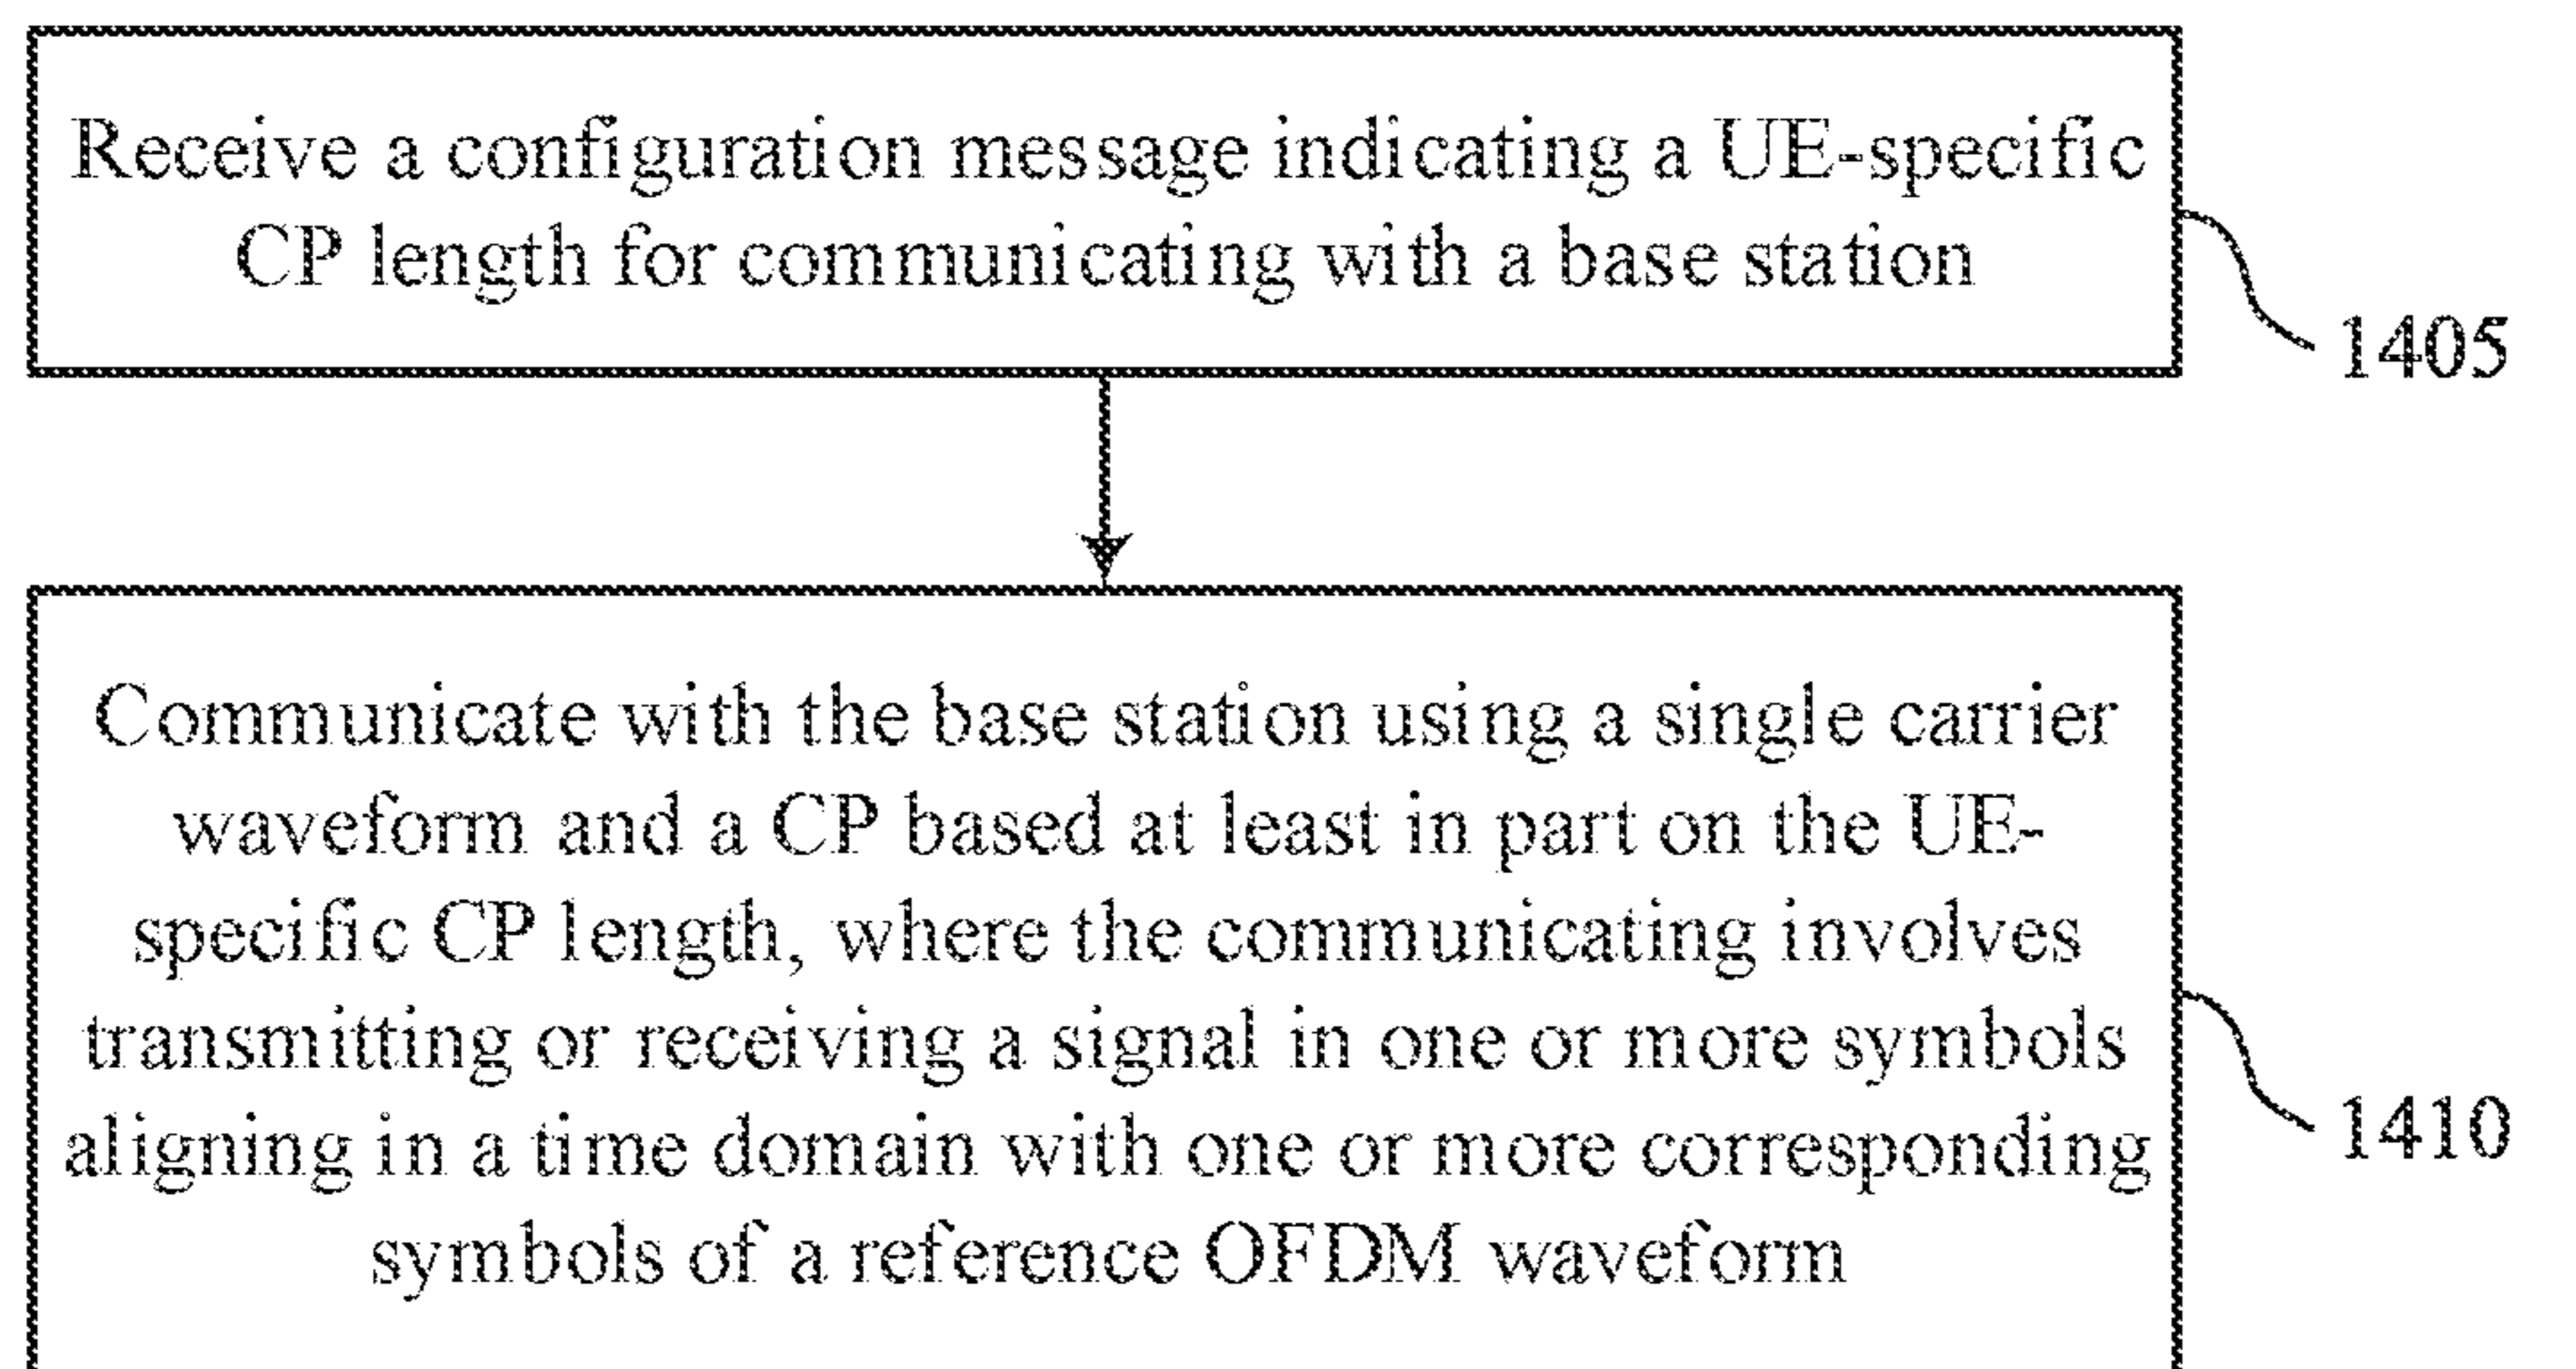 Receive a configuration message indicating a UE-specific
CP length for communicating with a base station
1405
Communicate with the base station using a single carrier
waveform and a CP based at least in part on the UE-
specific CP length, where the communicating involves
transmitting or receiving a signal in one or more symbols
aligning in a time domain with one or more corresponding
symbols of a reference OFDM waveform
1410